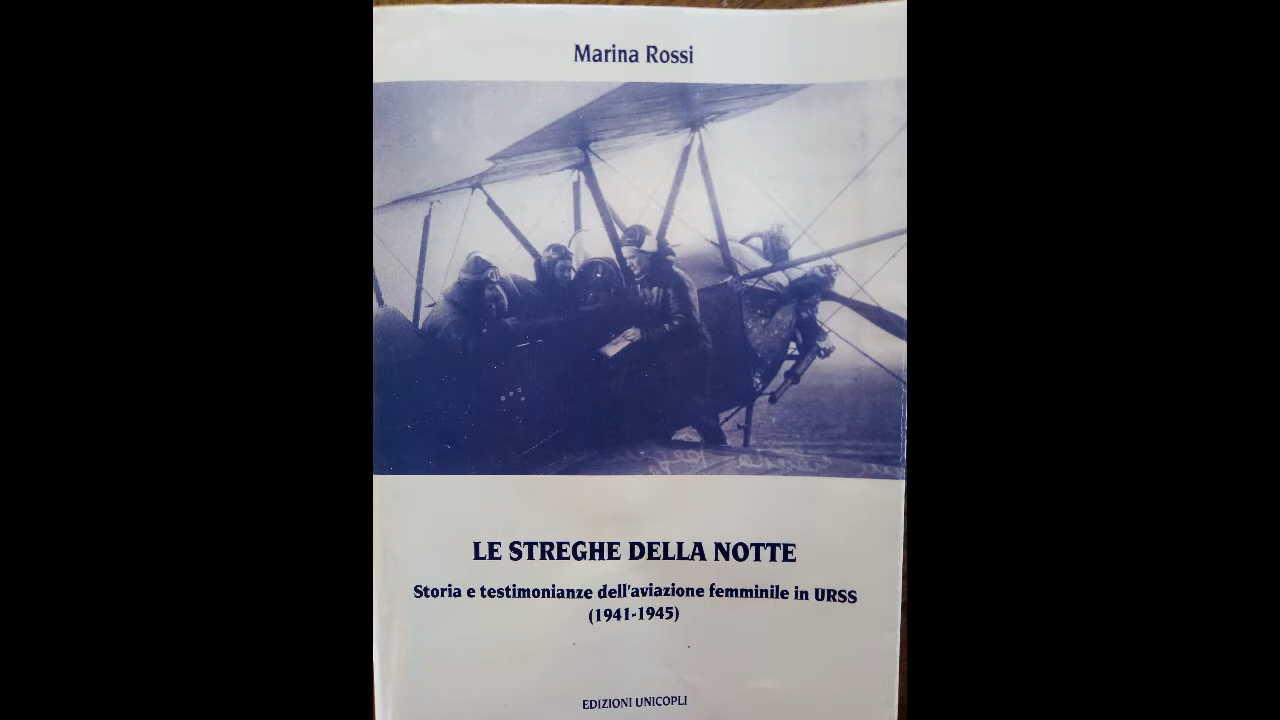 Marina Rossi
LE STREGHE DELLA NOTTE
Storia e testimonianze dell'aviazione femminile in URSS
(1941-1945)
EDIZIONI UNICOPLI